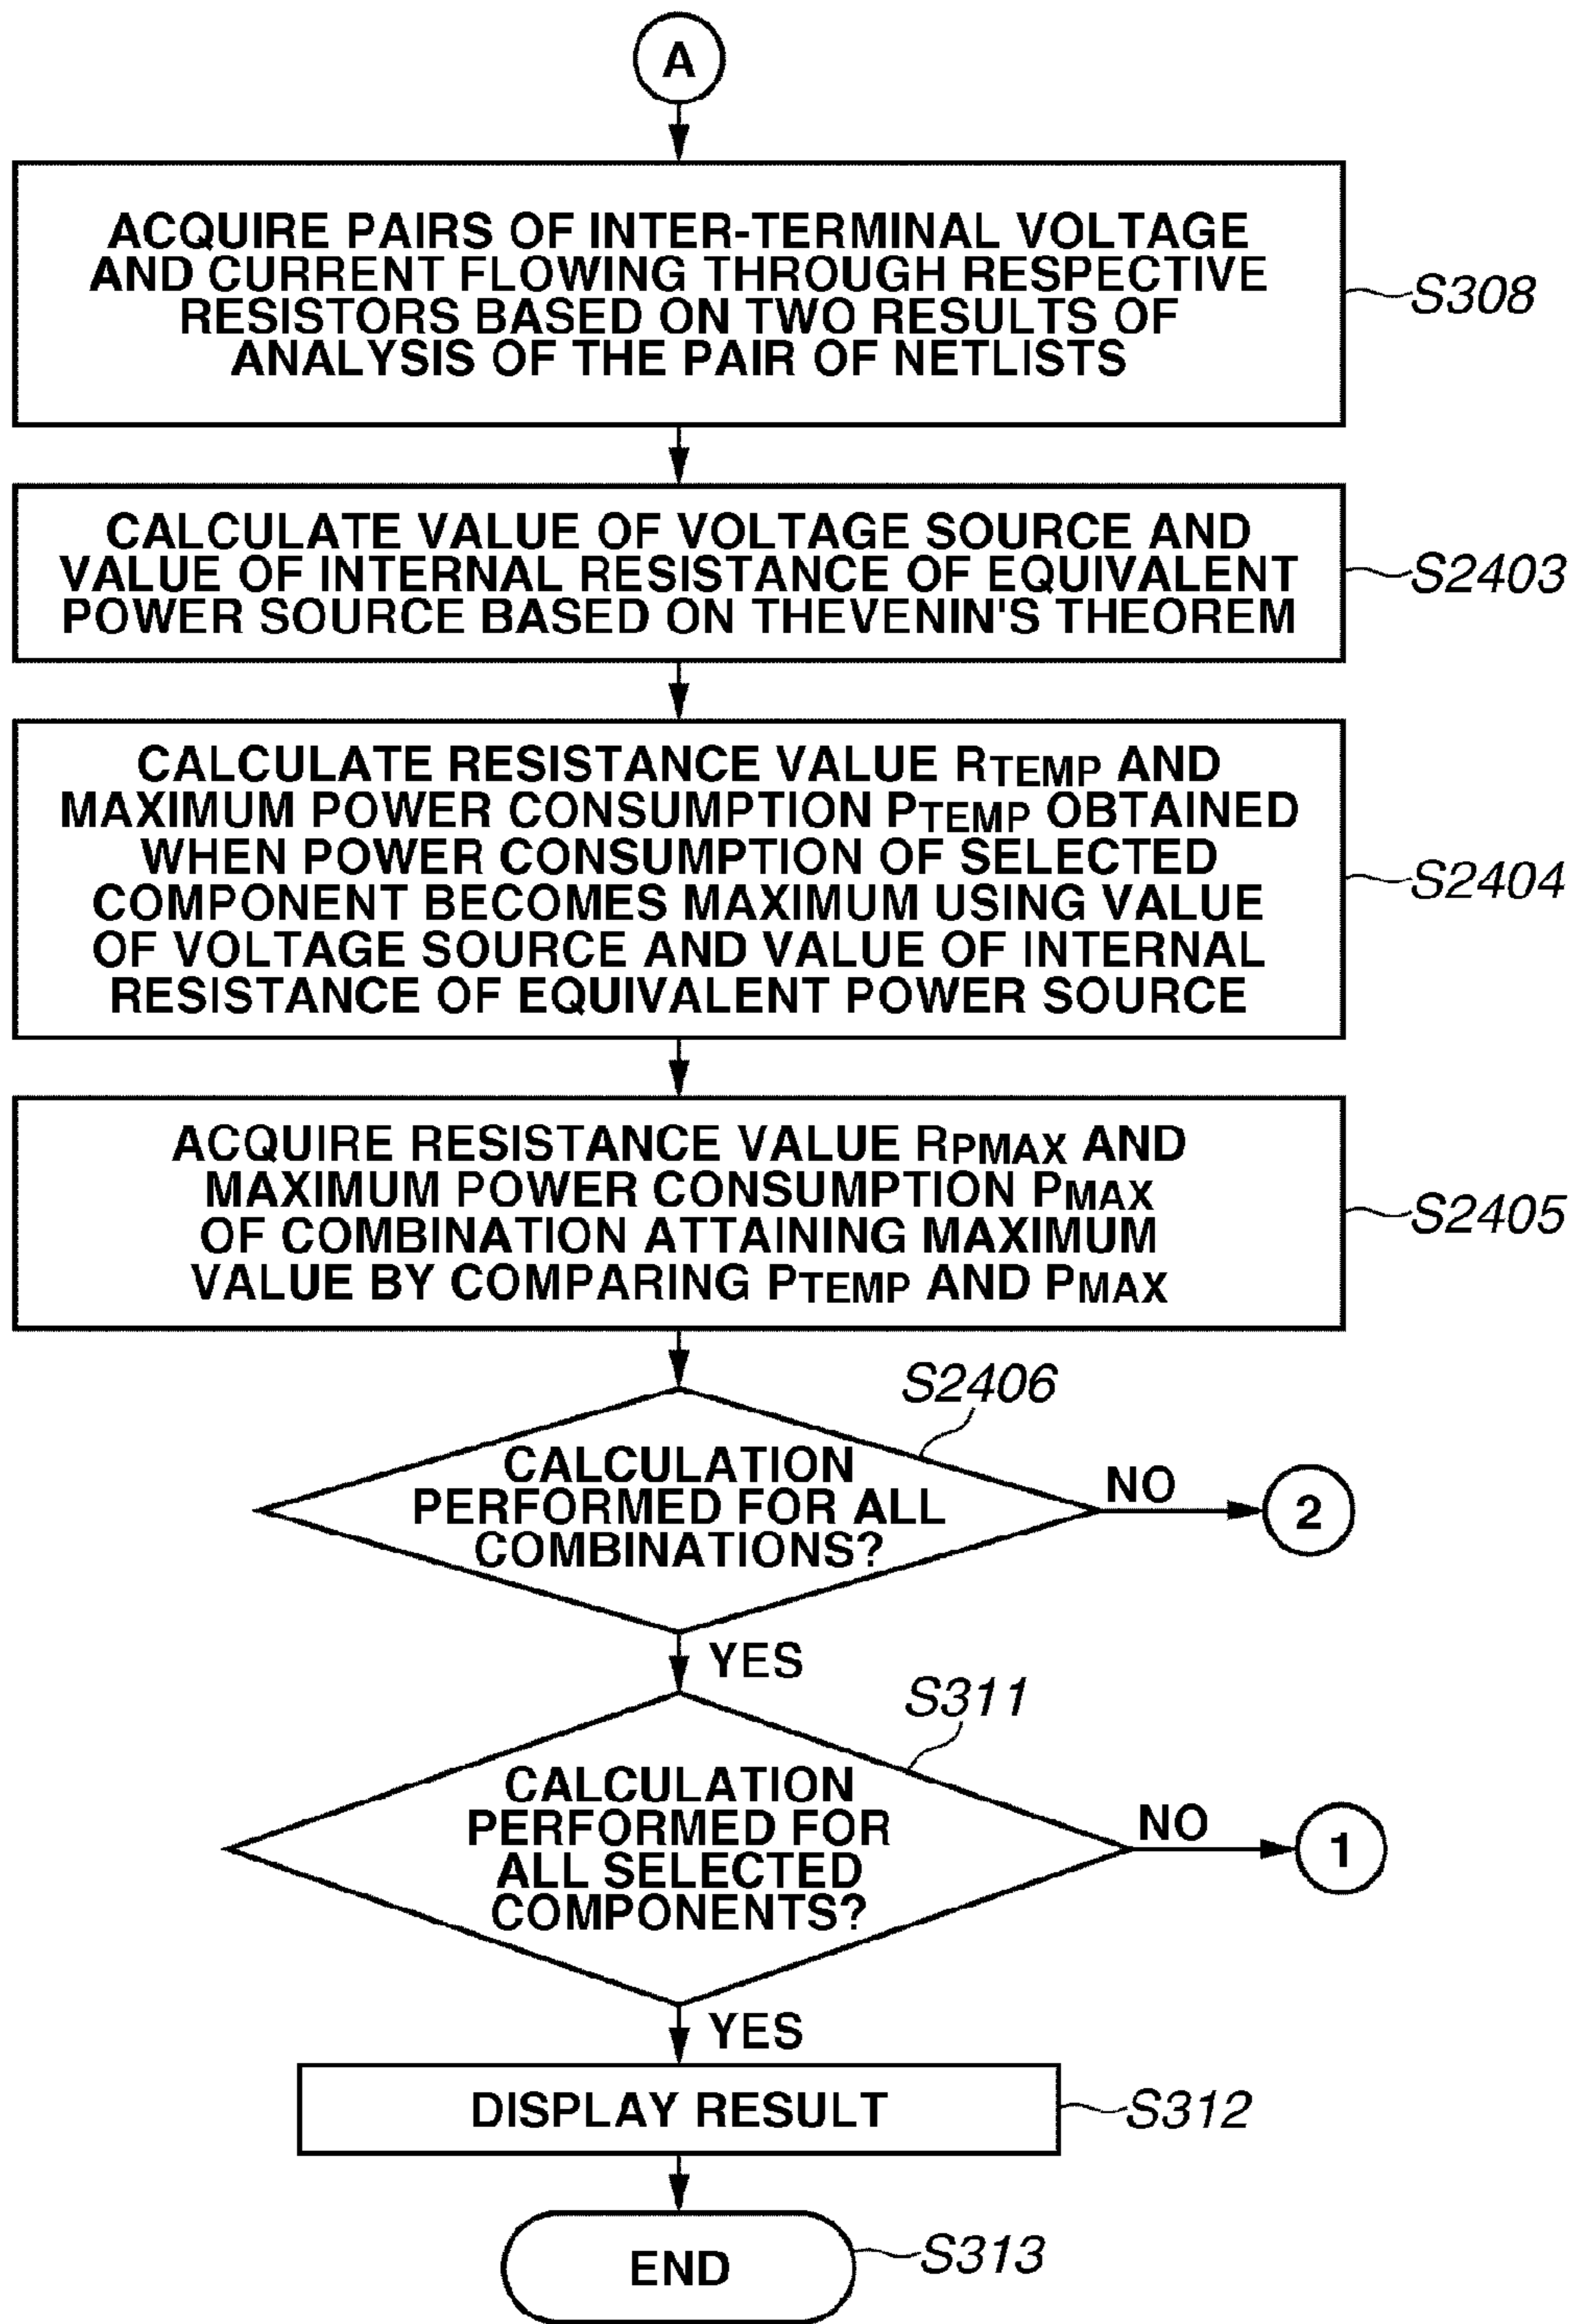 A
ACQUIRE PAIRS OF INTER-TERMINAL VOLTAGE
AND CURRENT FLOWING THROUGH RESPECTIVE
RESISTORS BASED ON TWO RESULTS OF
ANALYSIS OF THE PAIR OF NETLISTS
S308
CALCULATE VALUE OF VOLTAGE SOURCE AND
VALUE OF INTERNAL RESISTANCE OF EQUIVALENT
POWER SOURCE BASED ON THEVENIN'S THEOREM
S2403
CALCULATE RESISTANCE VALUE RTEMP AND
MAXIMUM POWER CONSUMPTION PTEMP OBTAINED
WHEN POWER CONSUMPTION OF SELECTED
COMPONENT BECOMES MAXIMUM USING VALUE
OF VOLTAGE SOURCE AND VALUE OF INTERNAL
RESISTANCE OF EQUIVALENT POWER SOURCE
S2404
ACQUIRE RESISTANCE VALUE RPMAX AND
MAXIMUM POWER CONSUMPTION PMAX
OF COMBINATION ATTAINING MAXIMUM
VALUE BY COMPARING PTEMP AND PMAX
S2405
S2406
CALCULATION
PERFORMED FOR ALL
COMBINATIONS?
NO
2
YES
S311
CALCULATION
PERFORMED FOR
ALL SELECTED
COMPONENTS?
NO
1
YES
DISPLAY RESULT
S312
END
S313